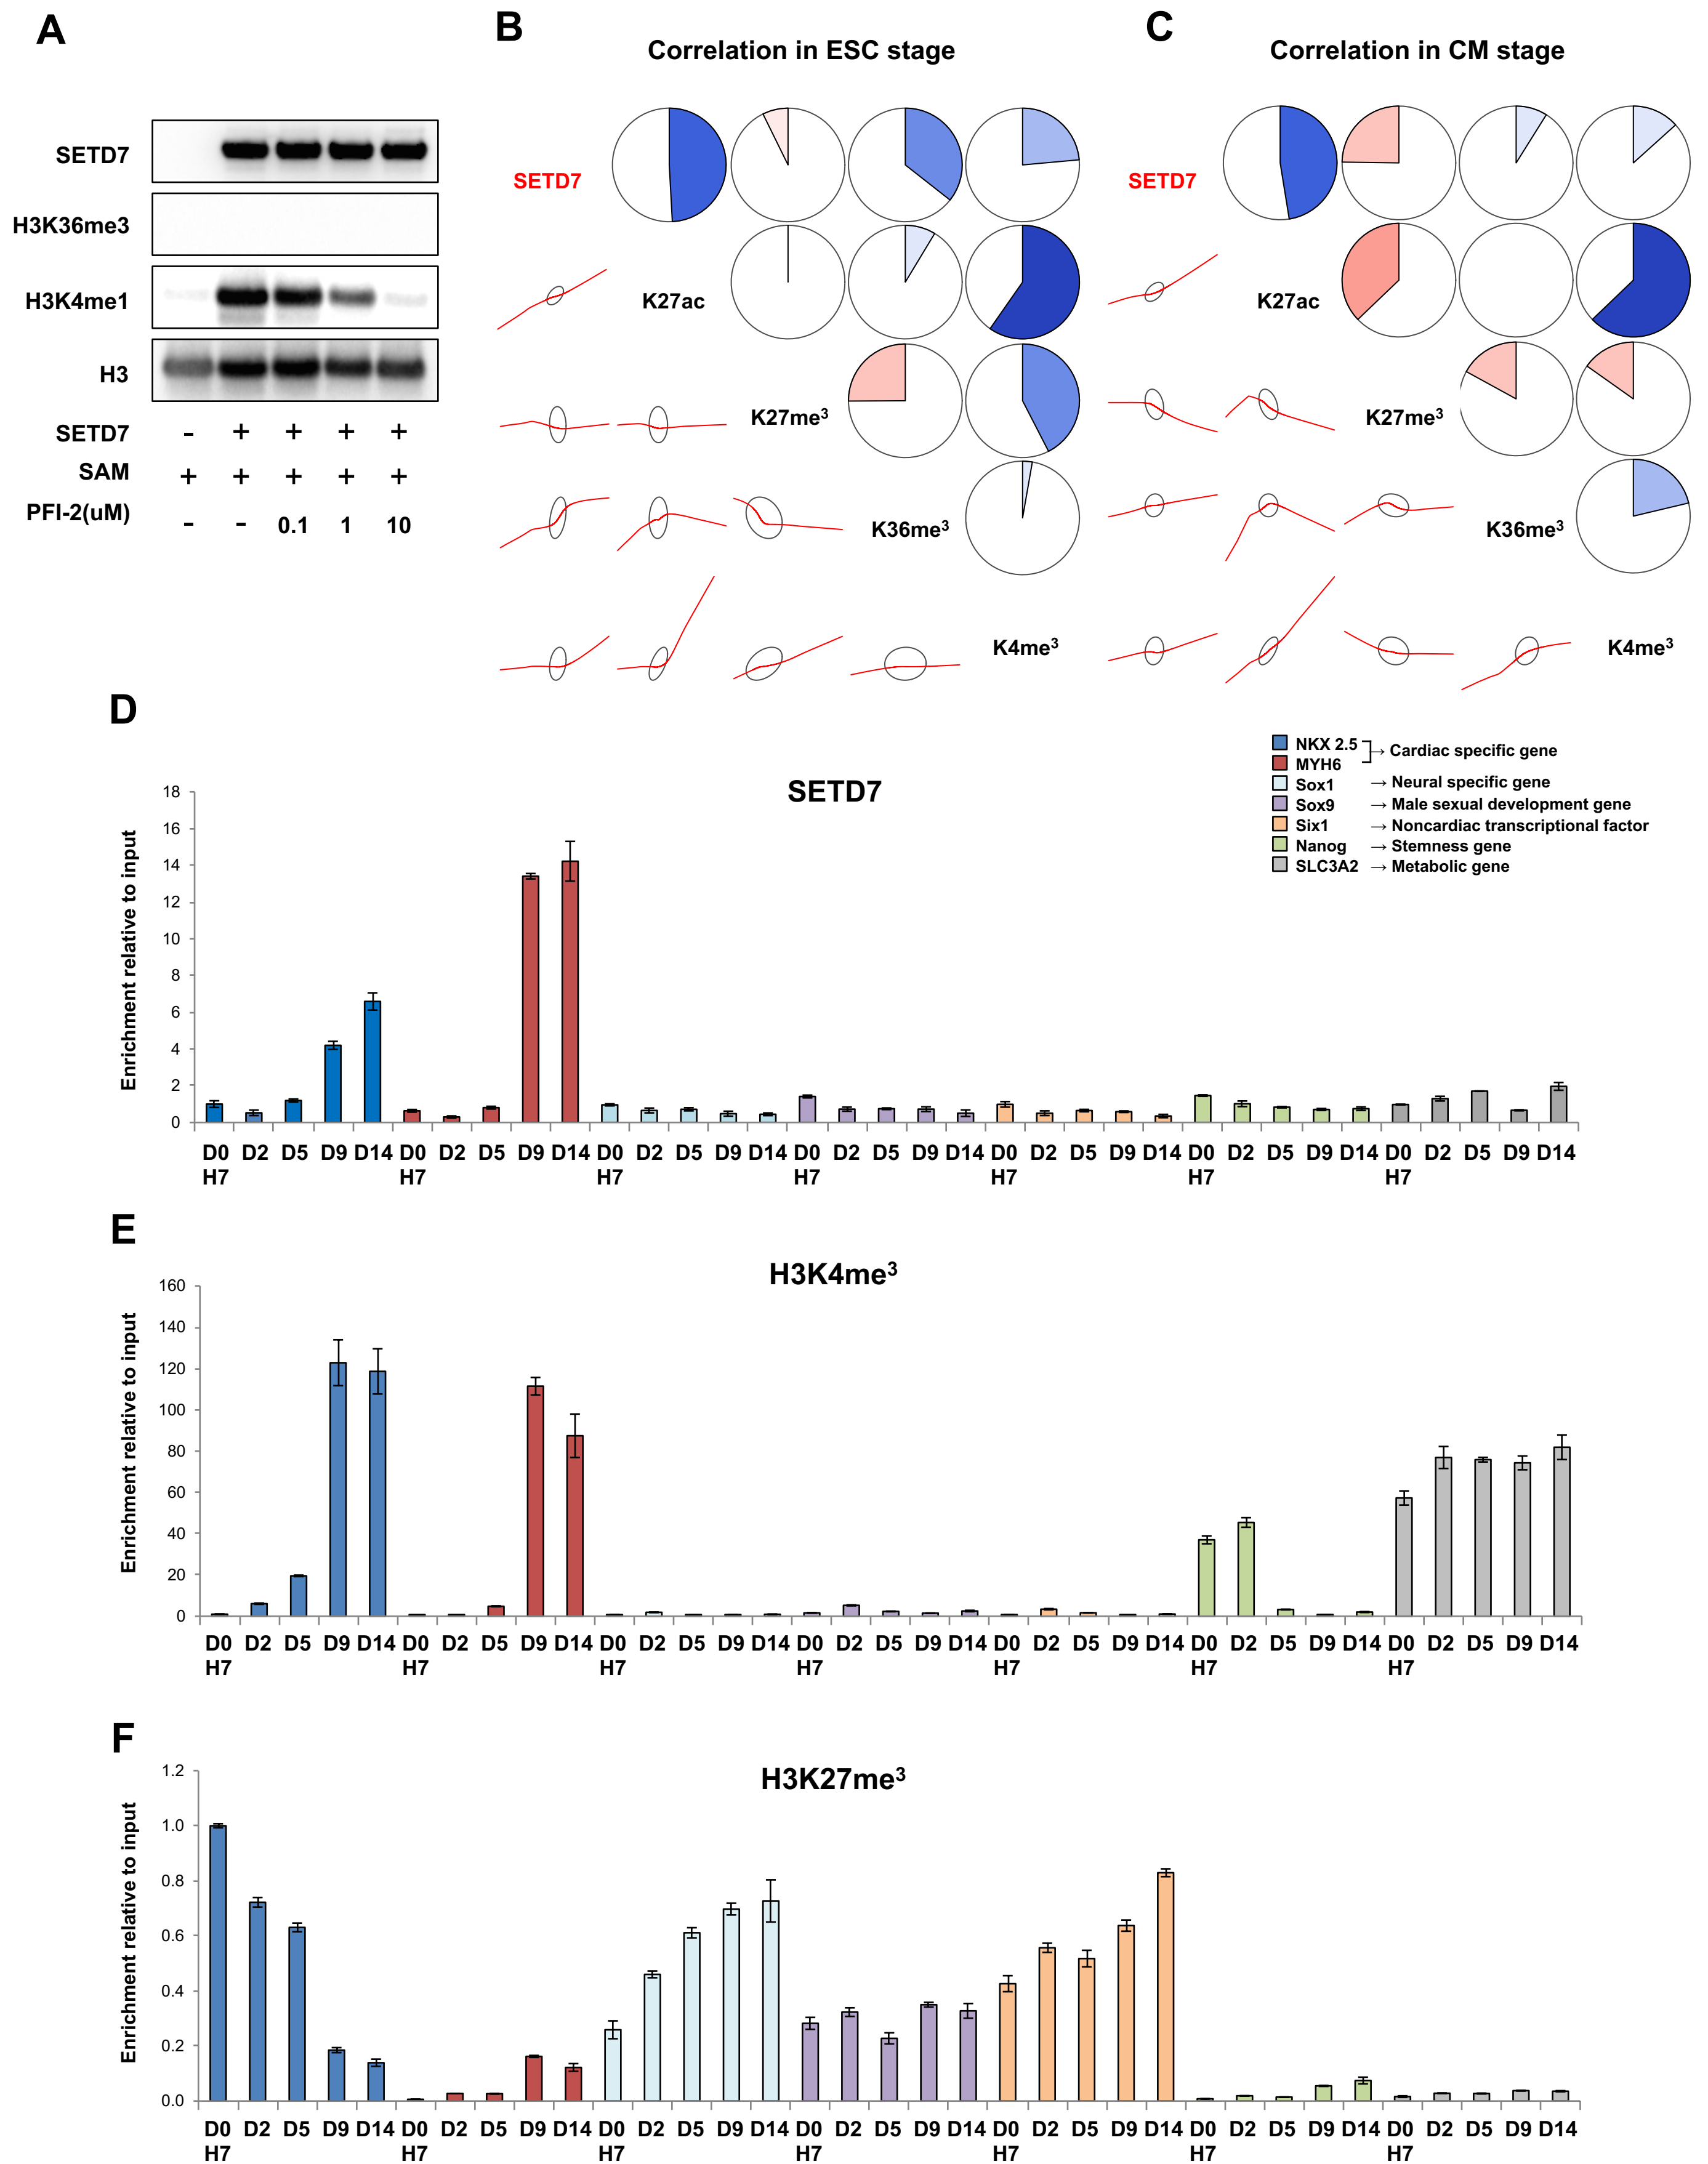 A
SETD7
H3K36me3
H3K4me1
H3
SETD7 - + + + +
SAM + + + + +
PFI-2(uM) - - 0.1 1 10
B
Correlation in ESC stage
SETD7
K27ac
K27me3
K36me3
K4me3
C
Correlation in CM stage
SETD7
K27ac
K27me3
K36me3
K4me3
D
SETD7
NKX 2.5
MYH6
→ Cardiac specific gene
Sox1 → Neural specific gene
Sox9 → Male sexual development gene
Six1 → Noncardiac transcriptional factor
Nanog → Stemness gene
SLC3A2 → Metabolic gene
Enrichment relative to input
18
16
14
12
10
8
6
4
2
0
D0 D2 D5 D9 D14 D0 D2 D5 D9 D14 D0 D2 D5 D9 D14 D0 D2 D5 D9 D14 D0 D2 D5 D9 D14 D0 D2 D5 D9 D14 D0 D2 D5 D9 D14
H7 H7 H7 H7 H7 H7 H7
E
H3K4me3
Enrichment relative to input
160
140
120
100
80
60
40
20
0
D0 D2 D5 D9 D14 D0 D2 D5 D9 D14 D0 D2 D5 D9 D14 D0 D2 D5 D9 D14 D0 D2 D5 D9 D14 D0 D2 D5 D9 D14 D0 D2 D5 D9 D14
H7 H7 H7 H7 H7 H7 H7
F
H3K27me3
Enrichment relative to input
1.2
1.0
0.8
0.6
0.4
0.2
0.0
D0 D2 D5 D9 D14 D0 D2 D5 D9 D14 D0 D2 D5 D9 D14 D0 D2 D5 D9 D14 D0 D2 D5 D9 D14 D0 D2 D5 D9 D14 D0 D2 D5 D9 D14
H7 H7 H7 H7 H7 H7 H7